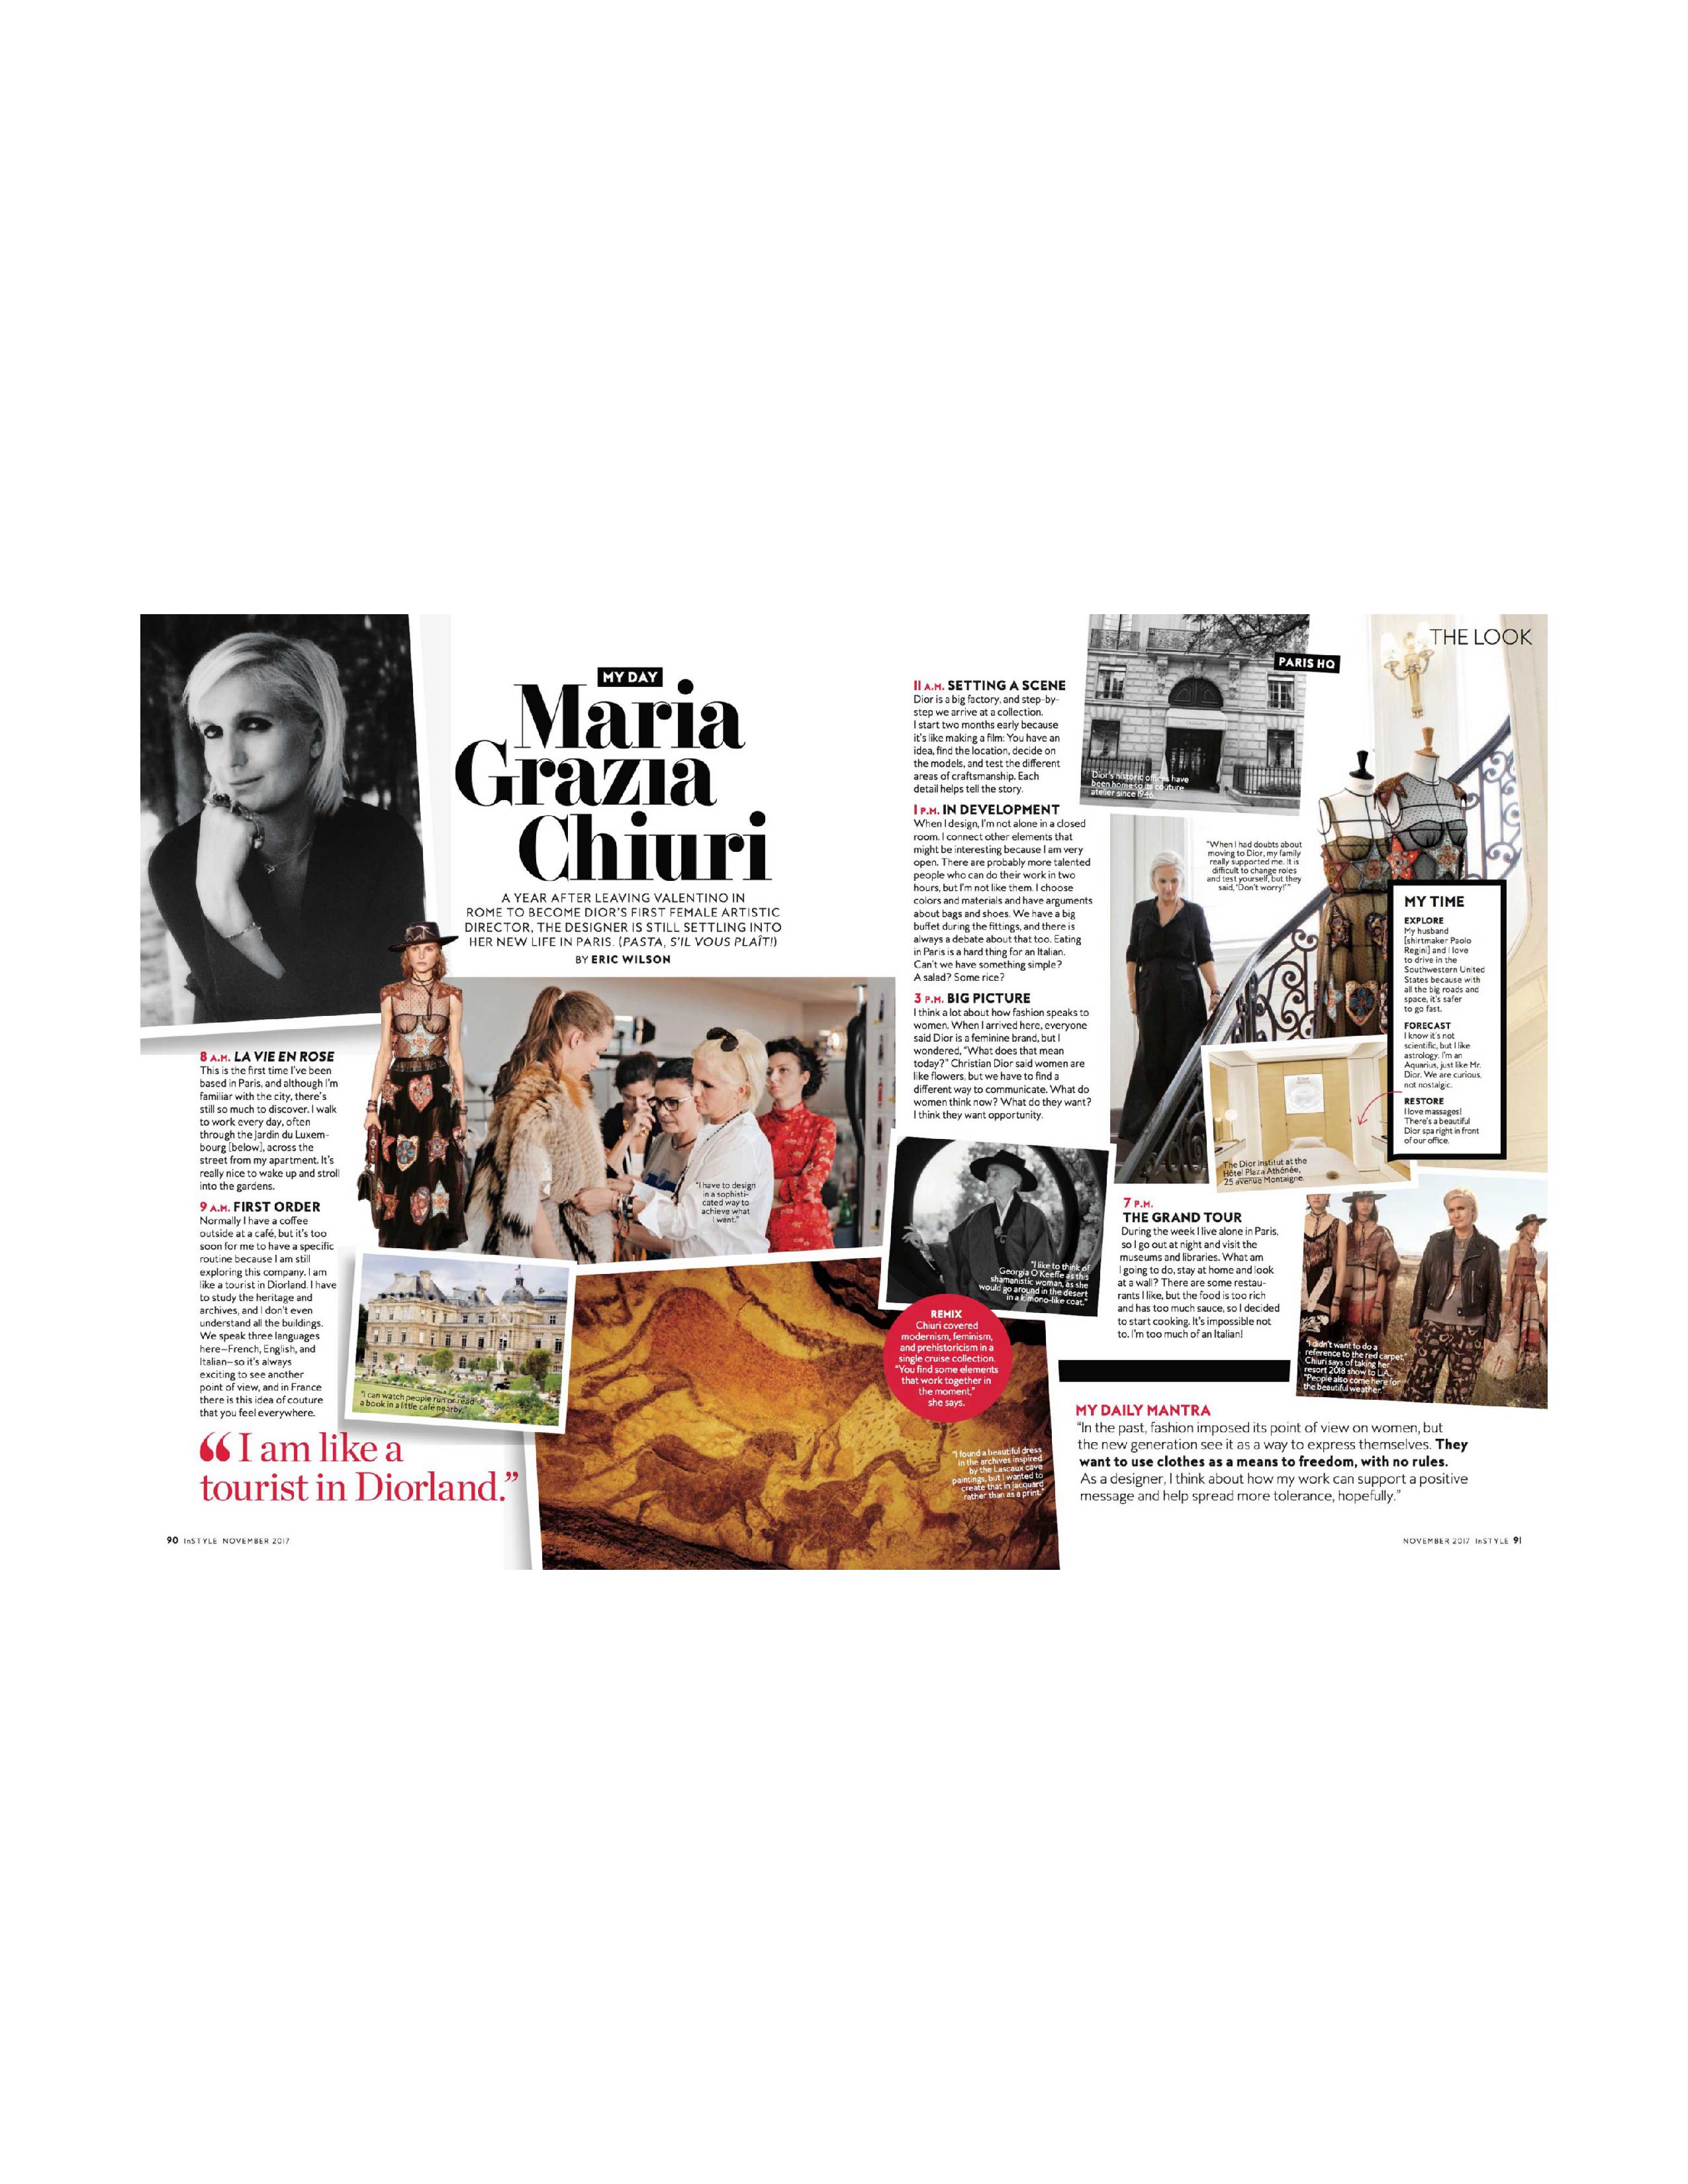 MY DAY
Maria
Grazia
Chiuri
A YEAR AFTER LEAVING VALENTINO IN
ROME TO BECOME DIOR'S FIRST FEMALE ARTISTIC
DIRECTOR, THE DESIGNER IS STILL SETTLING INTO
HER NEW LIFE IN PARIS. (PASTA, S'IL VOUS PLAÎT!)
BY ERIC WILSON
8 A.M. LA VIE EN ROSE
This is the first time I've been
based in Paris, and although I'm
familiar with the city, there's
still so much to discover. I walk
to work every day, often
through the Jardin du Luxem-
bourg [below], across the
street from my apartment. It's
really nice to wake up and stroll
into the gardens.
9 A.M. FIRST ORDER
Normally I have a coffee
outside at a café, but it's too
soon for me to have a specific
routine because I am still
exploring this company. I am
like a tourist in Diorland. I have
to study the heritage and
archives, and I don't even
understand all the buildings.
We speak three languages
here—French, English, and
Italian—so it's always
exciting to see another
point of view, and in France
there is this idea of couture
that you feel everywhere.
“I am like a
tourist in Diorland.”
"I have to design
in a sophisti-
cated way to
achieve what
I want."
"I can watch people run or read
a book in a little café nearby."
11 A.M. SETTING A SCENE
Dior is a big factory, and step-by-
step we arrive at a collection.
I start two months early because
it's like making a film: You have an
idea, find the location, decide on
the models, and test the different
areas of craftsmanship. Each
detail helps tell the story.
1 P.M. IN DEVELOPMENT
When I design, I'm not alone in a closed
room. I connect other elements that
might be interesting because I am very
open. There are probably more talented
people who can do their work in two
hours, but I'm not like them. I choose
colors and materials and have arguments
about bags and shoes. We have a big
buffet during the fittings, and there is
always a debate about that too. Eating
in Paris is a hard thing for an Italian.
Can't we have something simple?
A salad? Some rice?
3 P.M. BIG PICTURE
I think a lot about how fashion speaks to
women. When I arrived here, everyone
said Dior is a feminine brand, but I
wondered, "What does that mean
today?" Christian Dior said women are
like flowers, but we have to find a
different way to communicate. What do
women think now? What do they want?
I think they want opportunity.
"I like to think of
Georgia O'Keeffe as this
shamanistic woman, as she
would go around in the desert
in a kimono-like coat."
REMIX
Chiuri covered
modernism, feminism,
and prehistoricism in a
single cruise collection.
"You find some elements
that work together in
the moment,"
she says.
"I found a beautiful dress
in the archives inspired
by the Lascaux cave
paintings, but I wanted to
create that in jacquard
rather than as a print."
THE LOOK
PARIS HQ
Dior's historic offices have
been home to its couture
atelier since 1946.
"When I had doubts about
moving to Dior, my family
really supported me. It is
difficult to change roles
and test yourself, but they
said, 'Don't worry!'"
MY TIME
EXPLORE
My husband
[shirtmaker Paolo
Regini] and I love
to drive in the
Southwestern United
States because with
all the big roads and
space, it's safer
to go fast.
FORECAST
I know it's not
scientific, but I like
astrology. I'm an
Aquarius, just like Mr.
Dior. We are curious,
not nostalgic.
RESTORE
I love massages!
There's a beautiful
Dior spa right in front
of our office.
The Dior Institut at the
Hôtel Plaza Athénée,
25 avenue Montaigne.
7 P.M.
THE GRAND TOUR
During the week I live alone in Paris,
so I go out at night and visit the
museums and libraries. What am
I going to do, stay at home and look
at a wall? There are some restau-
rants I like, but the food is too rich
and has too much sauce, so I decided
to start cooking. It's impossible not
to. I'm too much of an Italian!
"I didn't want to do a
reference to the red carpet,"
Chiuri says of taking her
resort 2018 show to L.A.
"People also come here for
the beautiful weather."
MY DAILY MANTRA
"In the past, fashion imposed its point of view on women, but
the new generation see it as a way to express themselves. They
want to use clothes as a means to freedom, with no rules.
As a designer, I think about how my work can support a positive
message and help spread more tolerance, hopefully."
90 InSTYLE NOVEMBER 2017
NOVEMBER 2017 InSTYLE 91